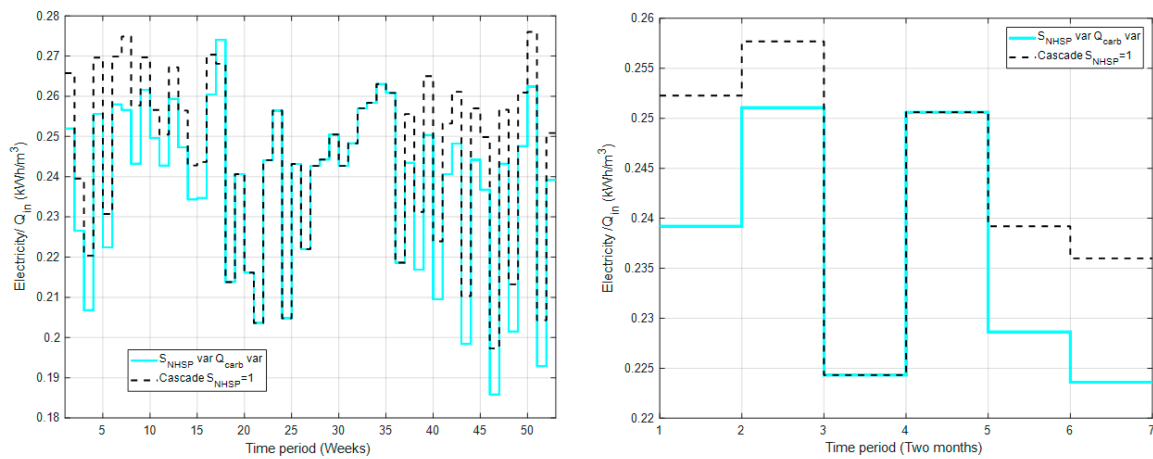 0.28
0.27
0.26
0.25
0.24
0.23
0.22
0.21
0.2
0.19
0.18
Electricity/ Q_in (kWh/m^3)
S_NHSP var Q_carb var
Cascade S_NHSP=1
5 10 15 20 25 30 35 40 45 50
Time period (Weeks)
0.26
0.255
0.25
0.245
0.24
0.235
0.23
0.225
0.22
Electricity /Q_in (kWh/m^3)
S_NHSP var Q_carb var
Cascade S_NHSP=1
1 2 3 4 5 6 7
Time period (Two months)